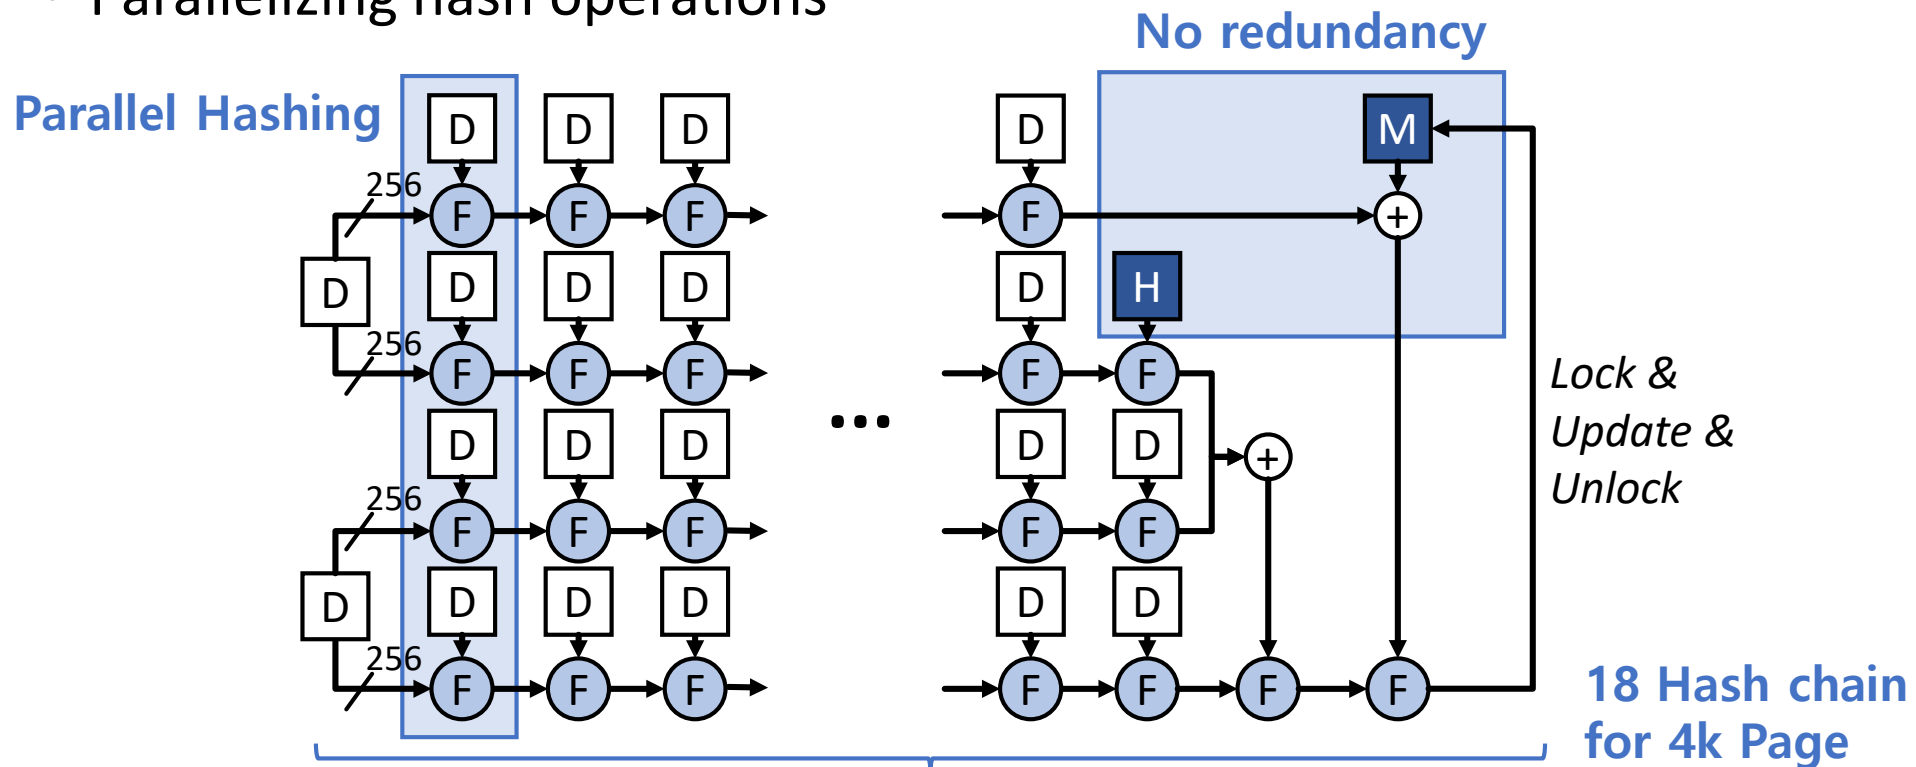 • Parallelizing hash operations
No redundancy
Parallel Hashing
D D D D M
256
F F F F +
D D D D D H
256
F F F F F
D D D D D
... +
256
F F F F F
D D D D D D
256
F F F F F F F
Lock &
Update &
Unlock
18 Hash chain
for 4k Page